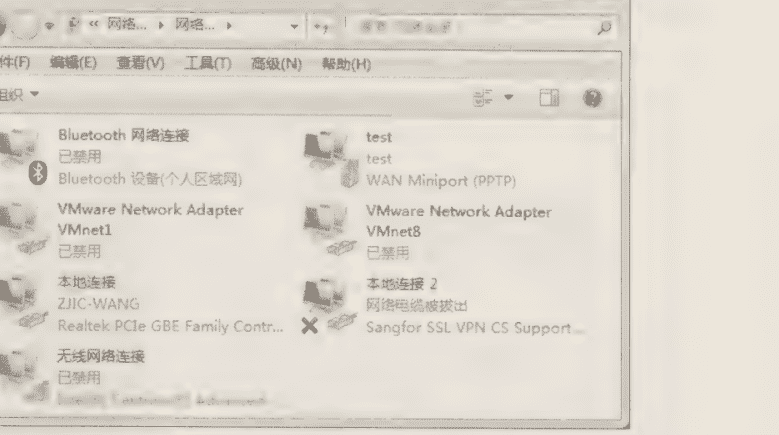 « 网络... ▸ 网络... ▸
件(F) 编辑(E) 查看(V) 工具(T) 高级(N) 帮助(H)
组织
Bluetooth 网络连接
已禁用
Bluetooth 设备(个人区域网)
test
test
WAN Miniport (PPTP)
VMware Network Adapter
VMnet1
已禁用
VMware Network Adapter
VMnet8
已禁用
本地连接
ZJIC-WANG
Realtek PCIe GBE Family Contr...
本地连接 2
网络电缆被拔出
Sangfor SSL VPN CS Support ...
无线网络连接
已禁用